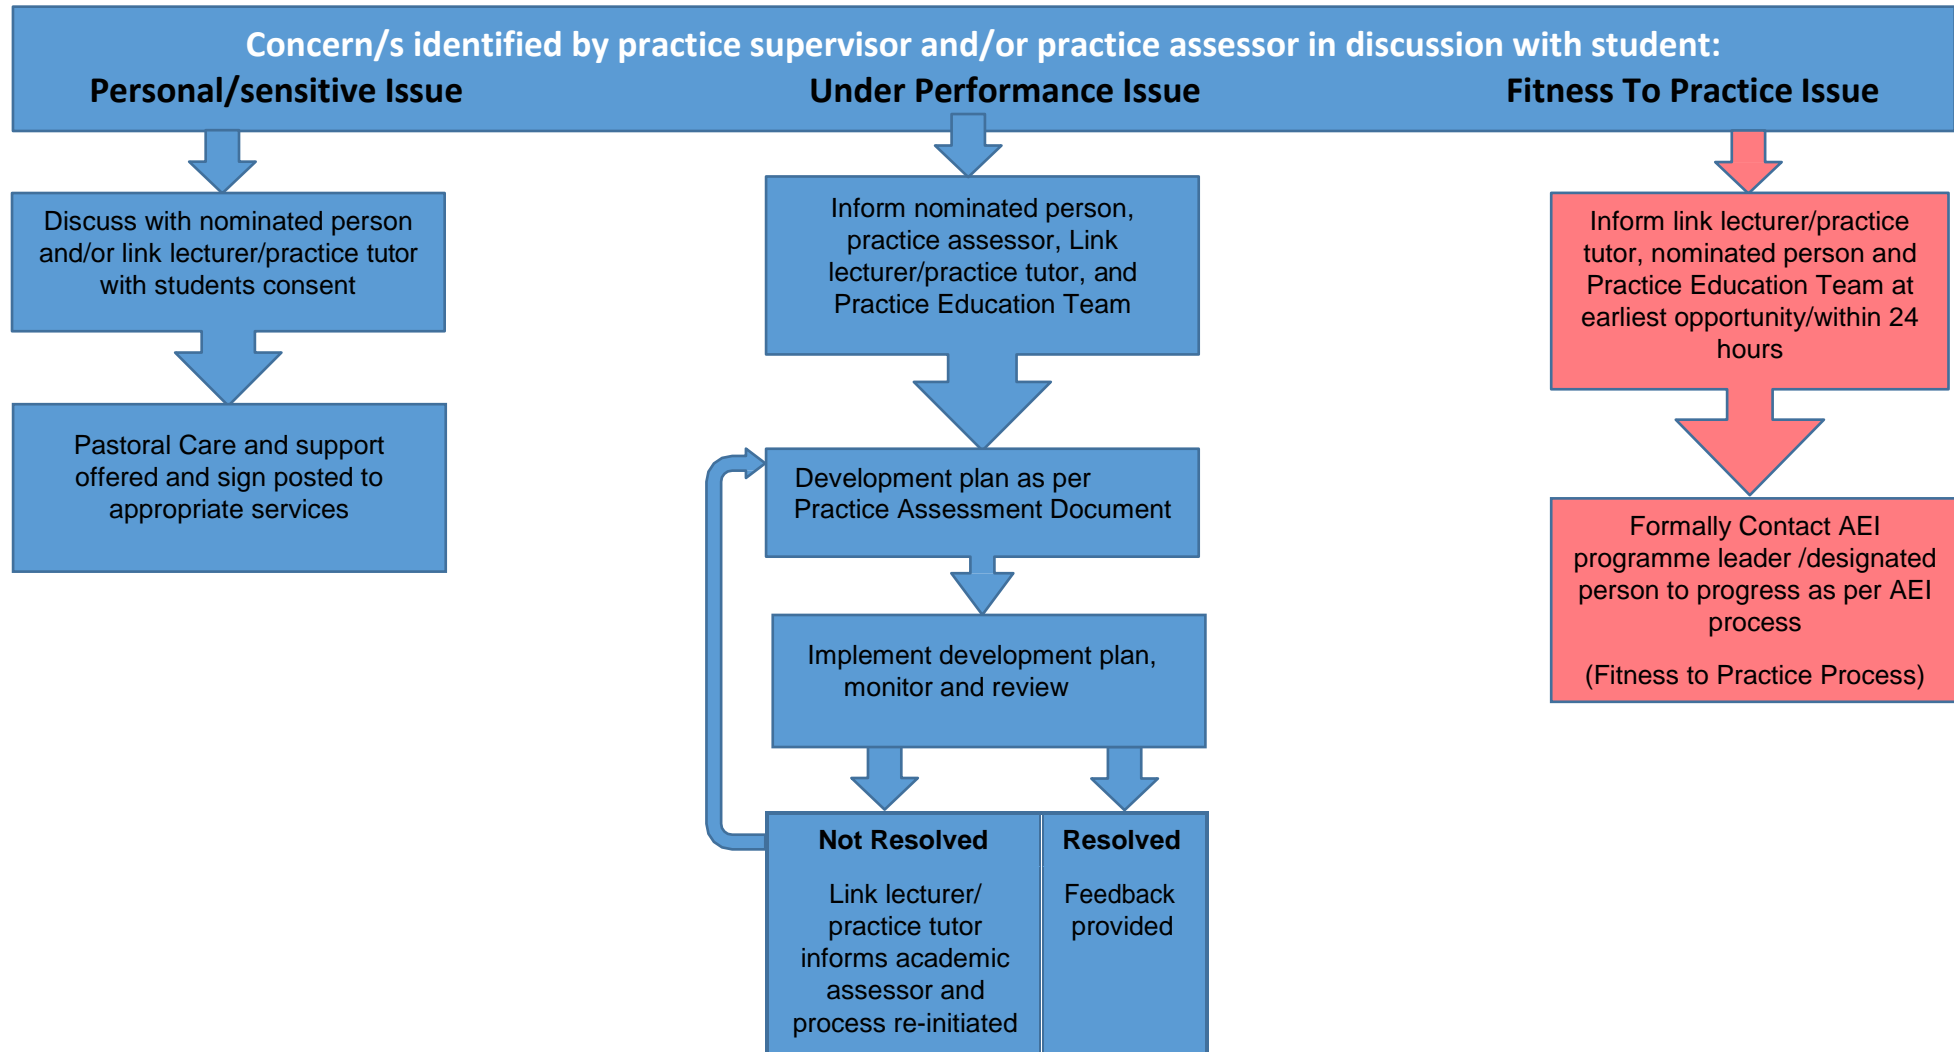 Concern/s identified by practice supervisor and/or practice assessor in discussion with student:
Personal/sensitive Issue
Under Performance Issue
Fitness To Practice Issue
Discuss with nominated person
and/or link lecturer/practice tutor
with students consent
Pastoral Care and support
offered and sign posted to
appropriate services
Inform nominated person,
practice assessor, Link
lecturer/practice tutor, and
Practice Education Team
Development plan as per
Practice Assessment Document
Implement development plan,
monitor and review
Not Resolved
Link lecturer/
practice tutor
informs academic
assessor and
process re-initiated
Resolved
Feedback
provided
Inform link lecturer/practice
tutor, nominated person and
Practice Education Team at
earliest opportunity/within 24
hours
Formally Contact AEI
programme leader /designated
person to progress as per AEI
process
(Fitness to Practice Process)